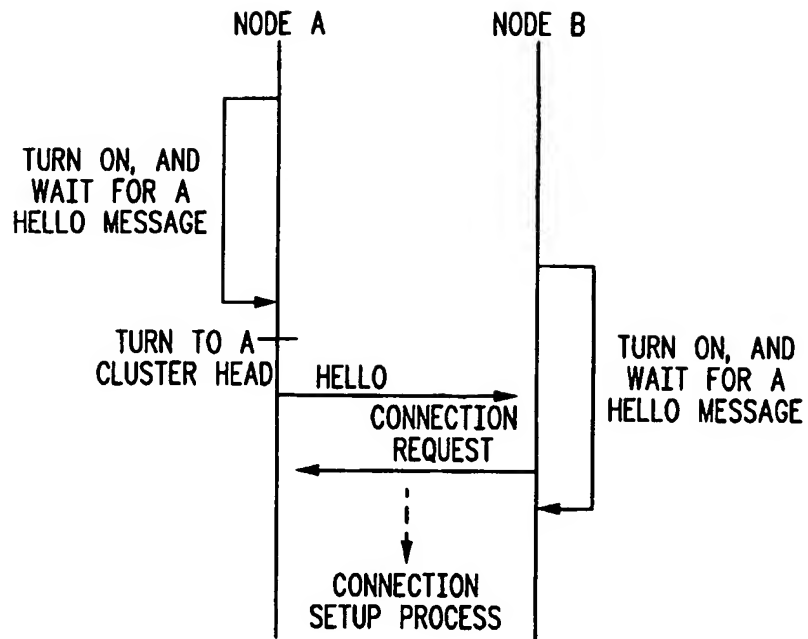 NODE A
NODE B
TURN ON, AND
WAIT FOR A
HELLO MESSAGE
TURN TO A
CLUSTER HEAD
HELLO
CONNECTION
REQUEST
TURN ON, AND
WAIT FOR A
HELLO MESSAGE
CONNECTION
SETUP PROCESS